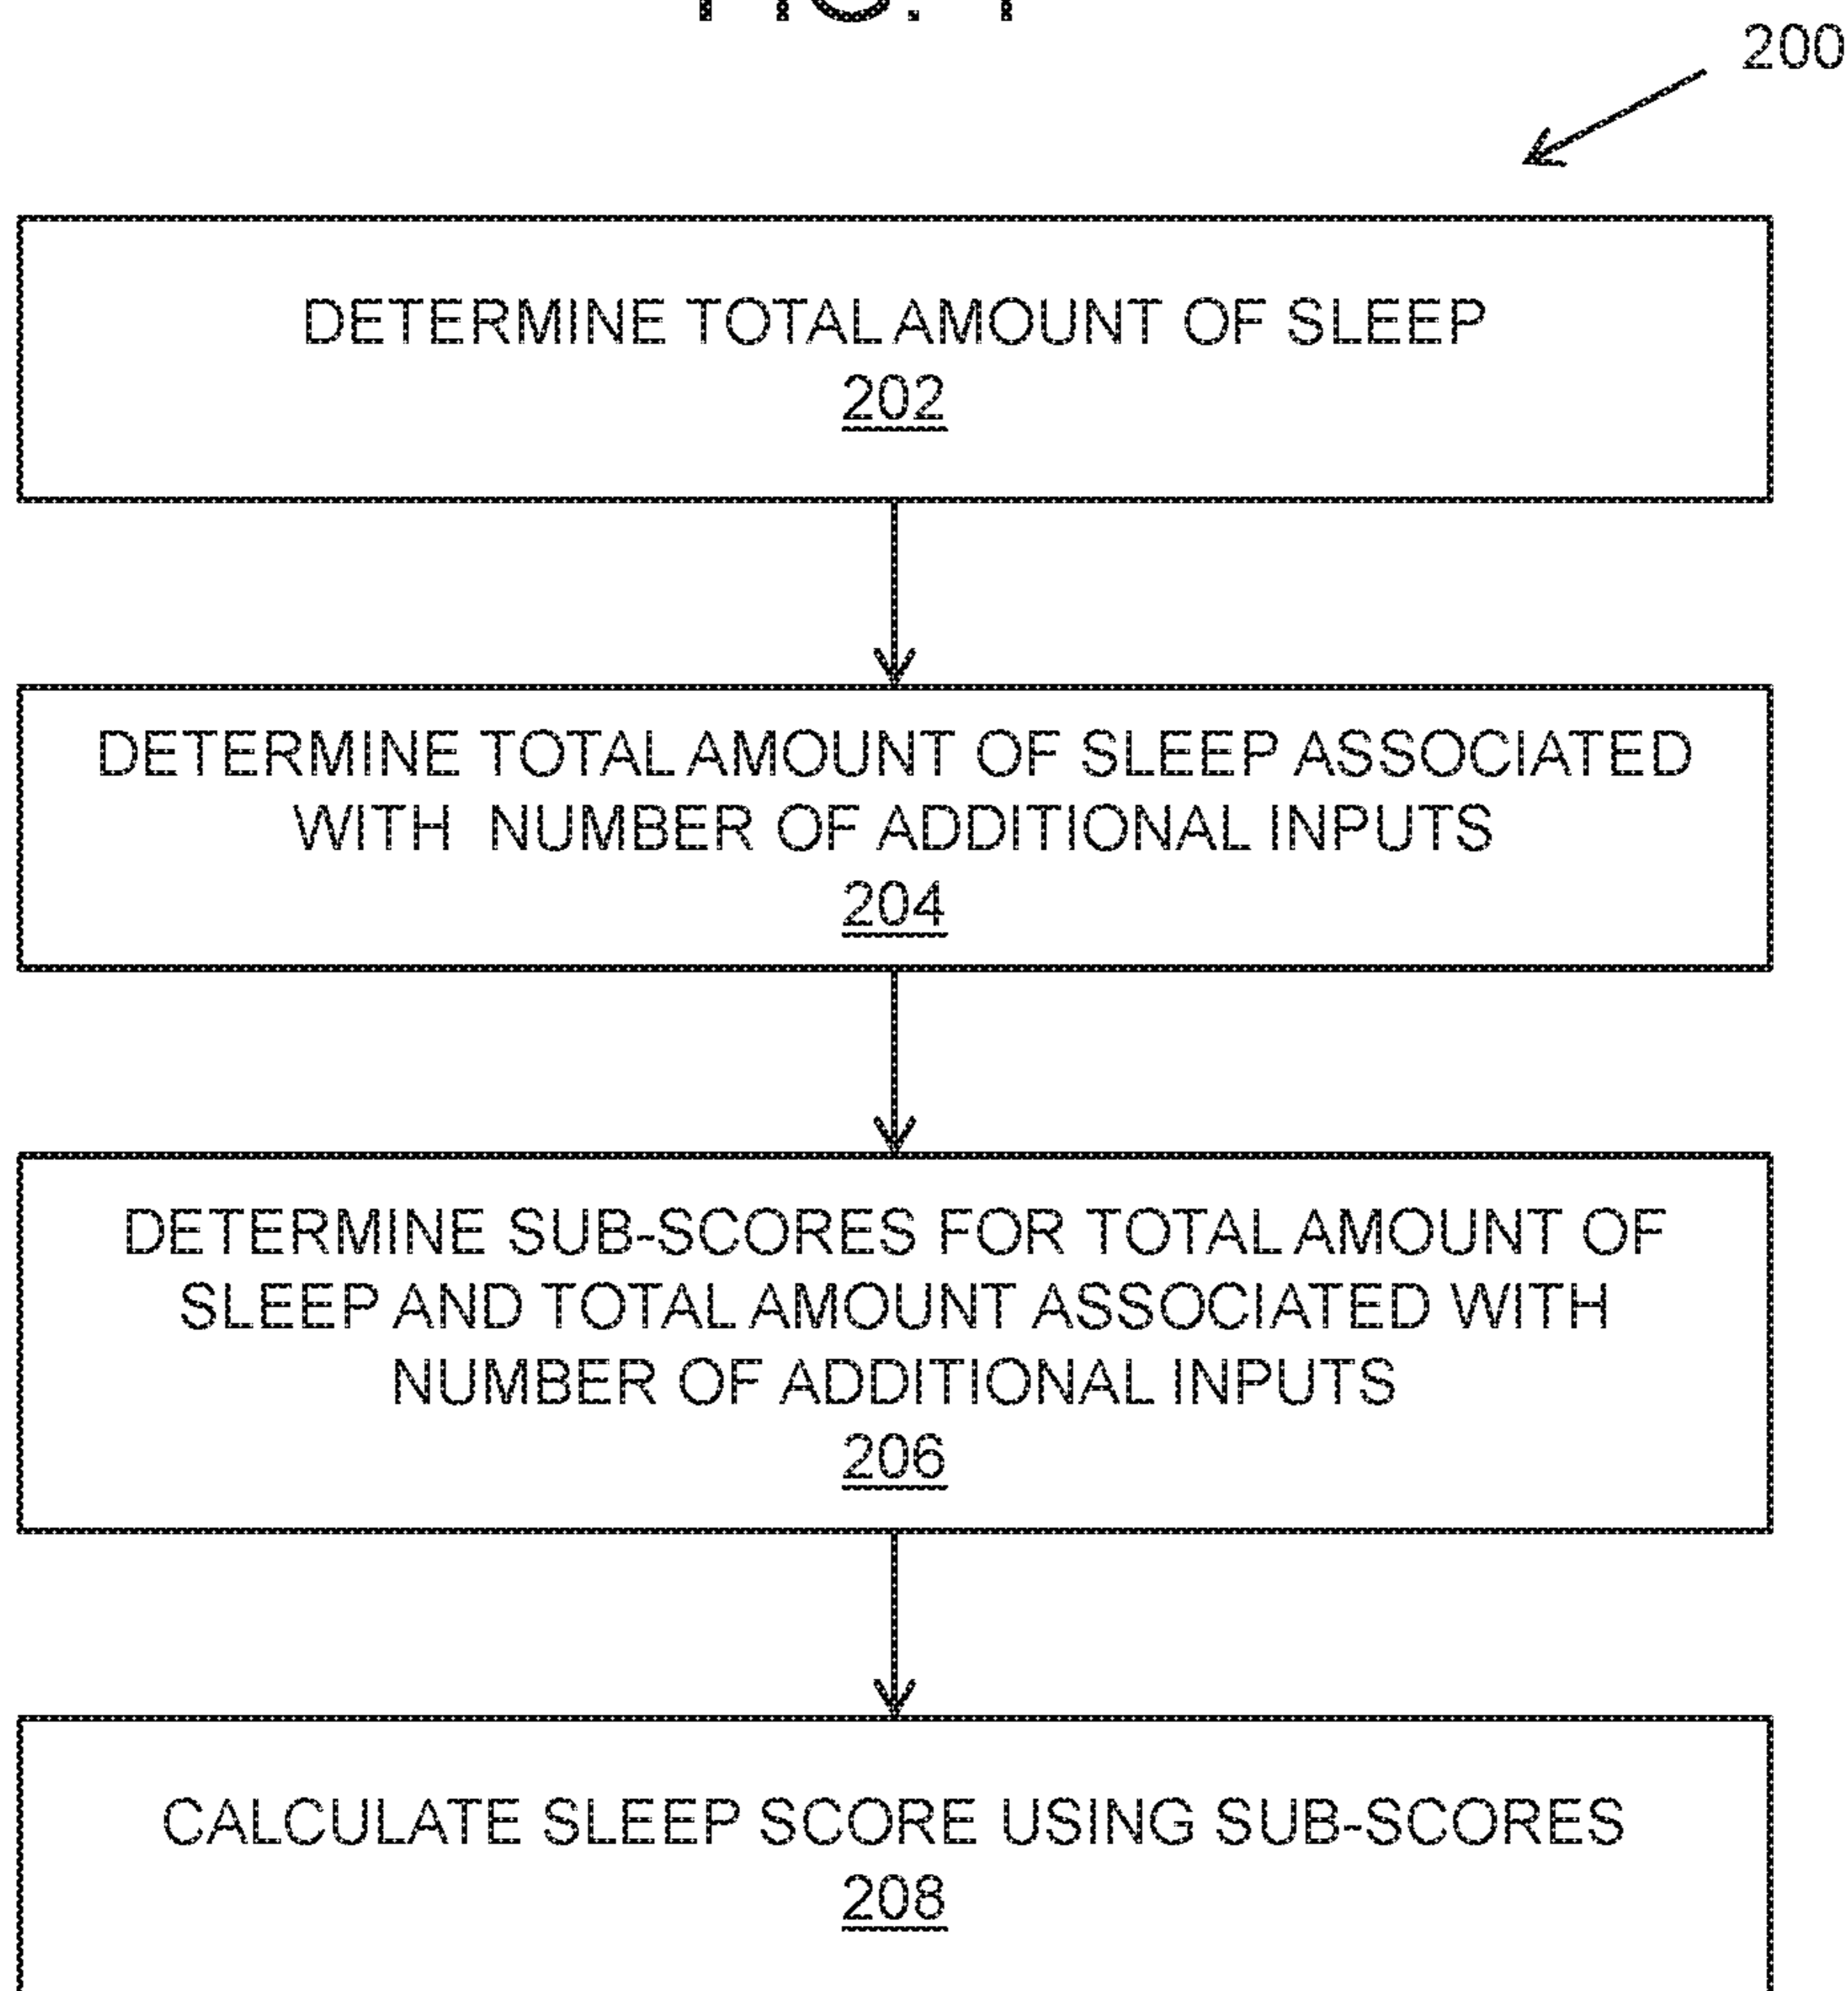 FIG. 1
200
DETERMINE TOTAL AMOUNT OF SLEEP
202
DETERMINE TOTAL AMOUNT OF SLEEP ASSOCIATED
WITH NUMBER OF ADDITIONAL INPUTS
204
DETERMINE SUB-SCORES FOR TOTAL AMOUNT OF
SLEEP AND TOTAL AMOUNT ASSOCIATED WITH
NUMBER OF ADDITIONAL INPUTS
206
CALCULATE SLEEP SCORE USING SUB-SCORES
208